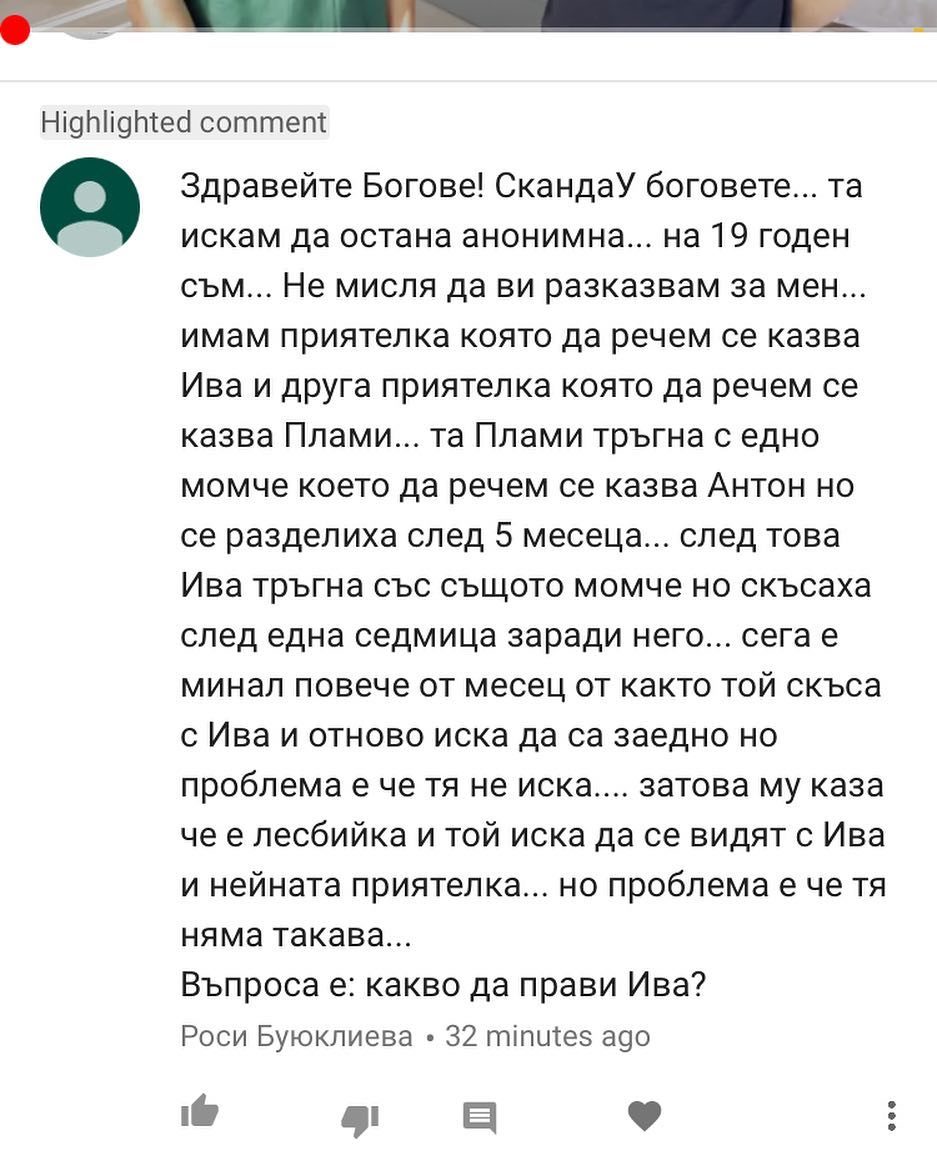 Highlighted comment
Здравейте Богове! СкандаУ боговете... та
искам да остана анонимна... на 19 годен
съм... Не мисля да ви разказвам за мен...
имам приятелка която да речем се казва
Ива и друга приятелка която да речем се
казва Плами... та Плами тръгна с едно
момче което да речем се казва Антон но
се разделиха след 5 месеца... след това
Ива тръгна със същото момче но скъсаха
след една седмица заради него... сега е
минал повече от месец от както той скъса
с Ива и отново иска да са заедно но
проблема е че тя не иска.... затова му каза
че е лесбийка и той иска да се видят с Ива
и нейната приятелка... но проблема е че тя
няма такава...
Въпроса е: какво да прави Ива?
Роси Буюклиева • 32 minutes ago